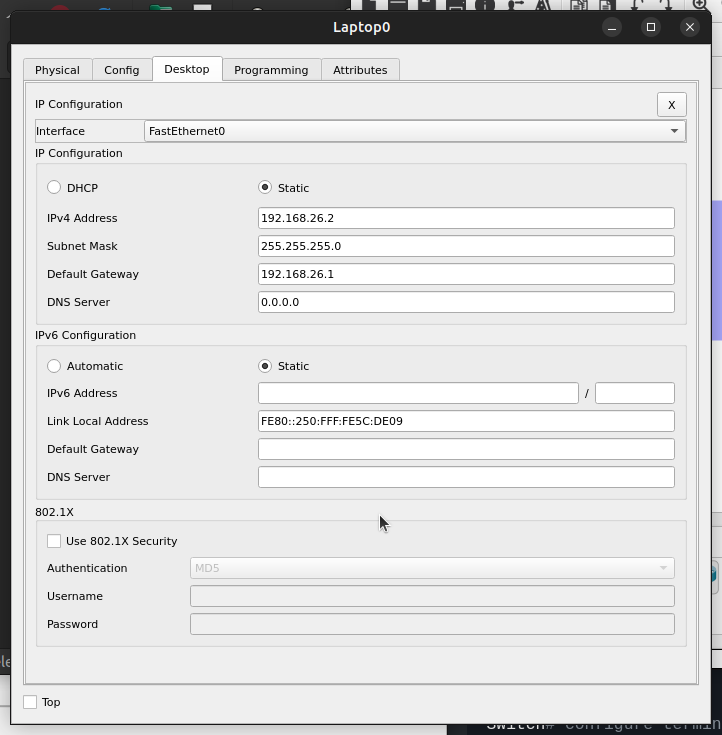 Laptop0
Physical Config Desktop Programming Attributes
IP Configuration X
Interface FastEthernet0
IP Configuration
DHCP Static
IPv4 Address 192.168.26.2
Subnet Mask 255.255.255.0
Default Gateway 192.168.26.1
DNS Server 0.0.0.0
IPv6 Configuration
Automatic Static
IPv6 Address /
Link Local Address FE80::250:FFF:FE5C:DE09
Default Gateway
DNS Server
802.1X
Use 802.1X Security
Authentication MD5
Username
Password
Top